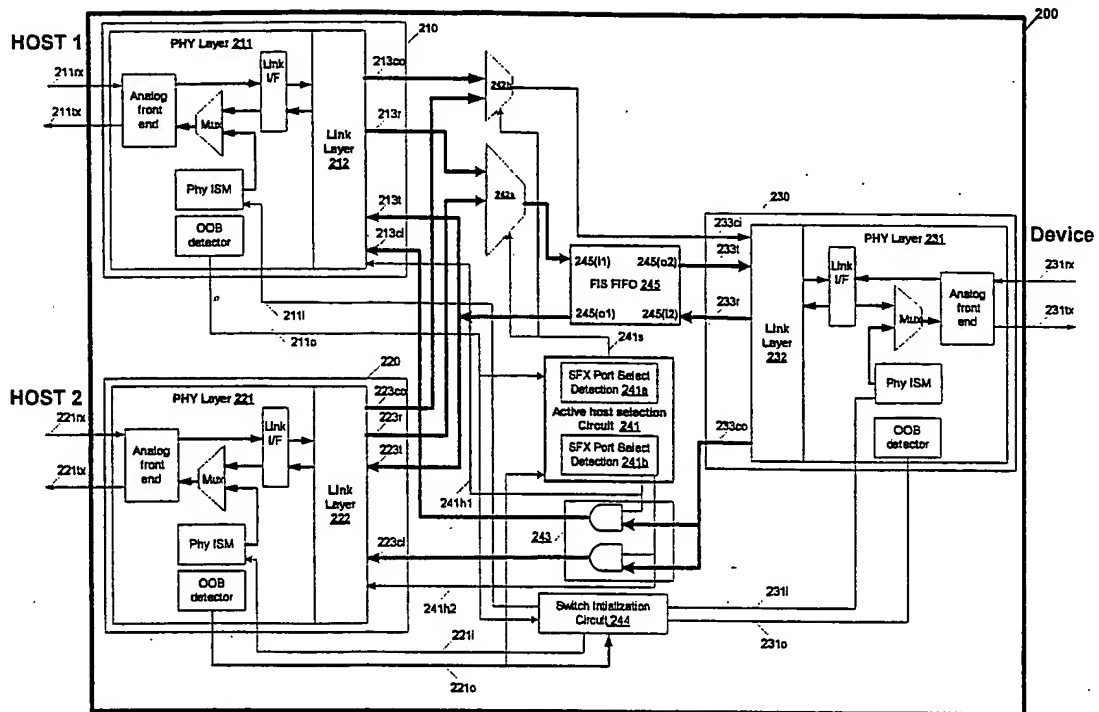 200
HOST 1
210
PHY Layer 211
211rx
211tx
Analog front end
Mux
Link I/F
Phy ISM
OOB detector
Link Layer 212
213co
213r
213t
213ci
242b
242a
211i
211o
230
233ci
233t
233r
233co
Device
PHY Layer 231
231rx
231tx
Link I/F
Mux
Analog front end
Link Layer 232
Phy ISM
OOB detector
245(i1)
245(o2)
FIS FIFO 245
245(o1)
245(i2)
241s
SFX Port Select Detection 241a
Active host selection Circuit 241
SFX Port Select Detection 241b
HOST 2
220
PHY Layer 221
221rx
221tx
Analog front end
Mux
Link I/F
Phy ISM
OOB detector
Link Layer 222
223co
223r
223t
223ci
241h1
241h2
243
Switch Initialization Circuit 244
221i
221o
231i
231o